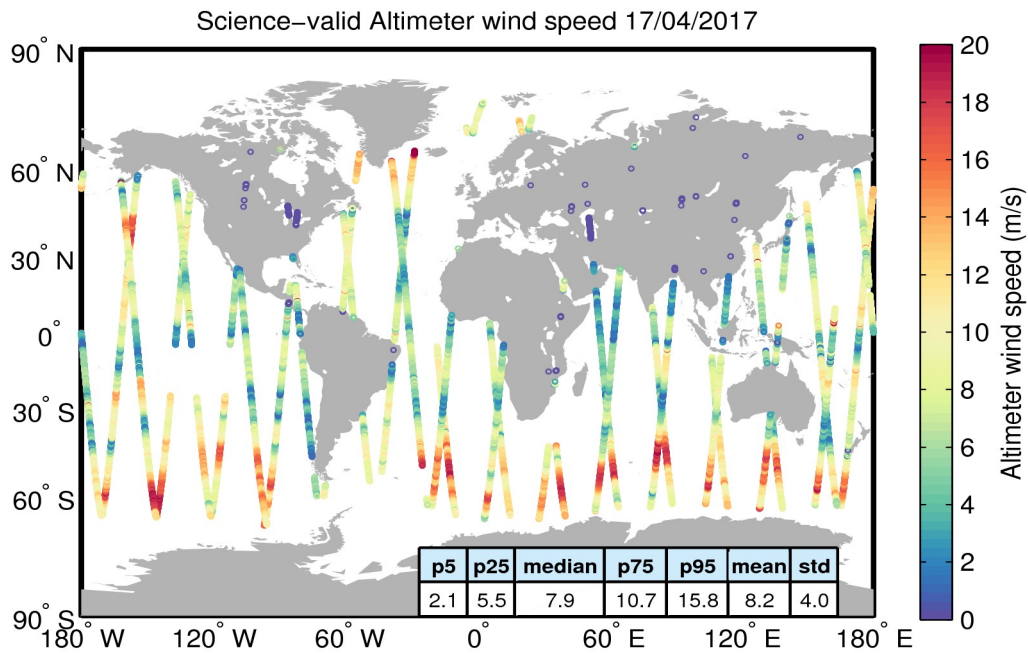 Science−valid Altimeter wind speed 17/04/2017
90° N
60° N
30° N
0°
30° S
60° S
90° S
180° W
120° W
60° W
0°
60° E
120° E
180° E
p5 p25 median p75 p95 mean std
2.1 5.5 7.9 10.7 15.8 8.2 4.0
20
18
16
14
12
10
8
6
4
2
0
Altimeter wind speed (m/s)